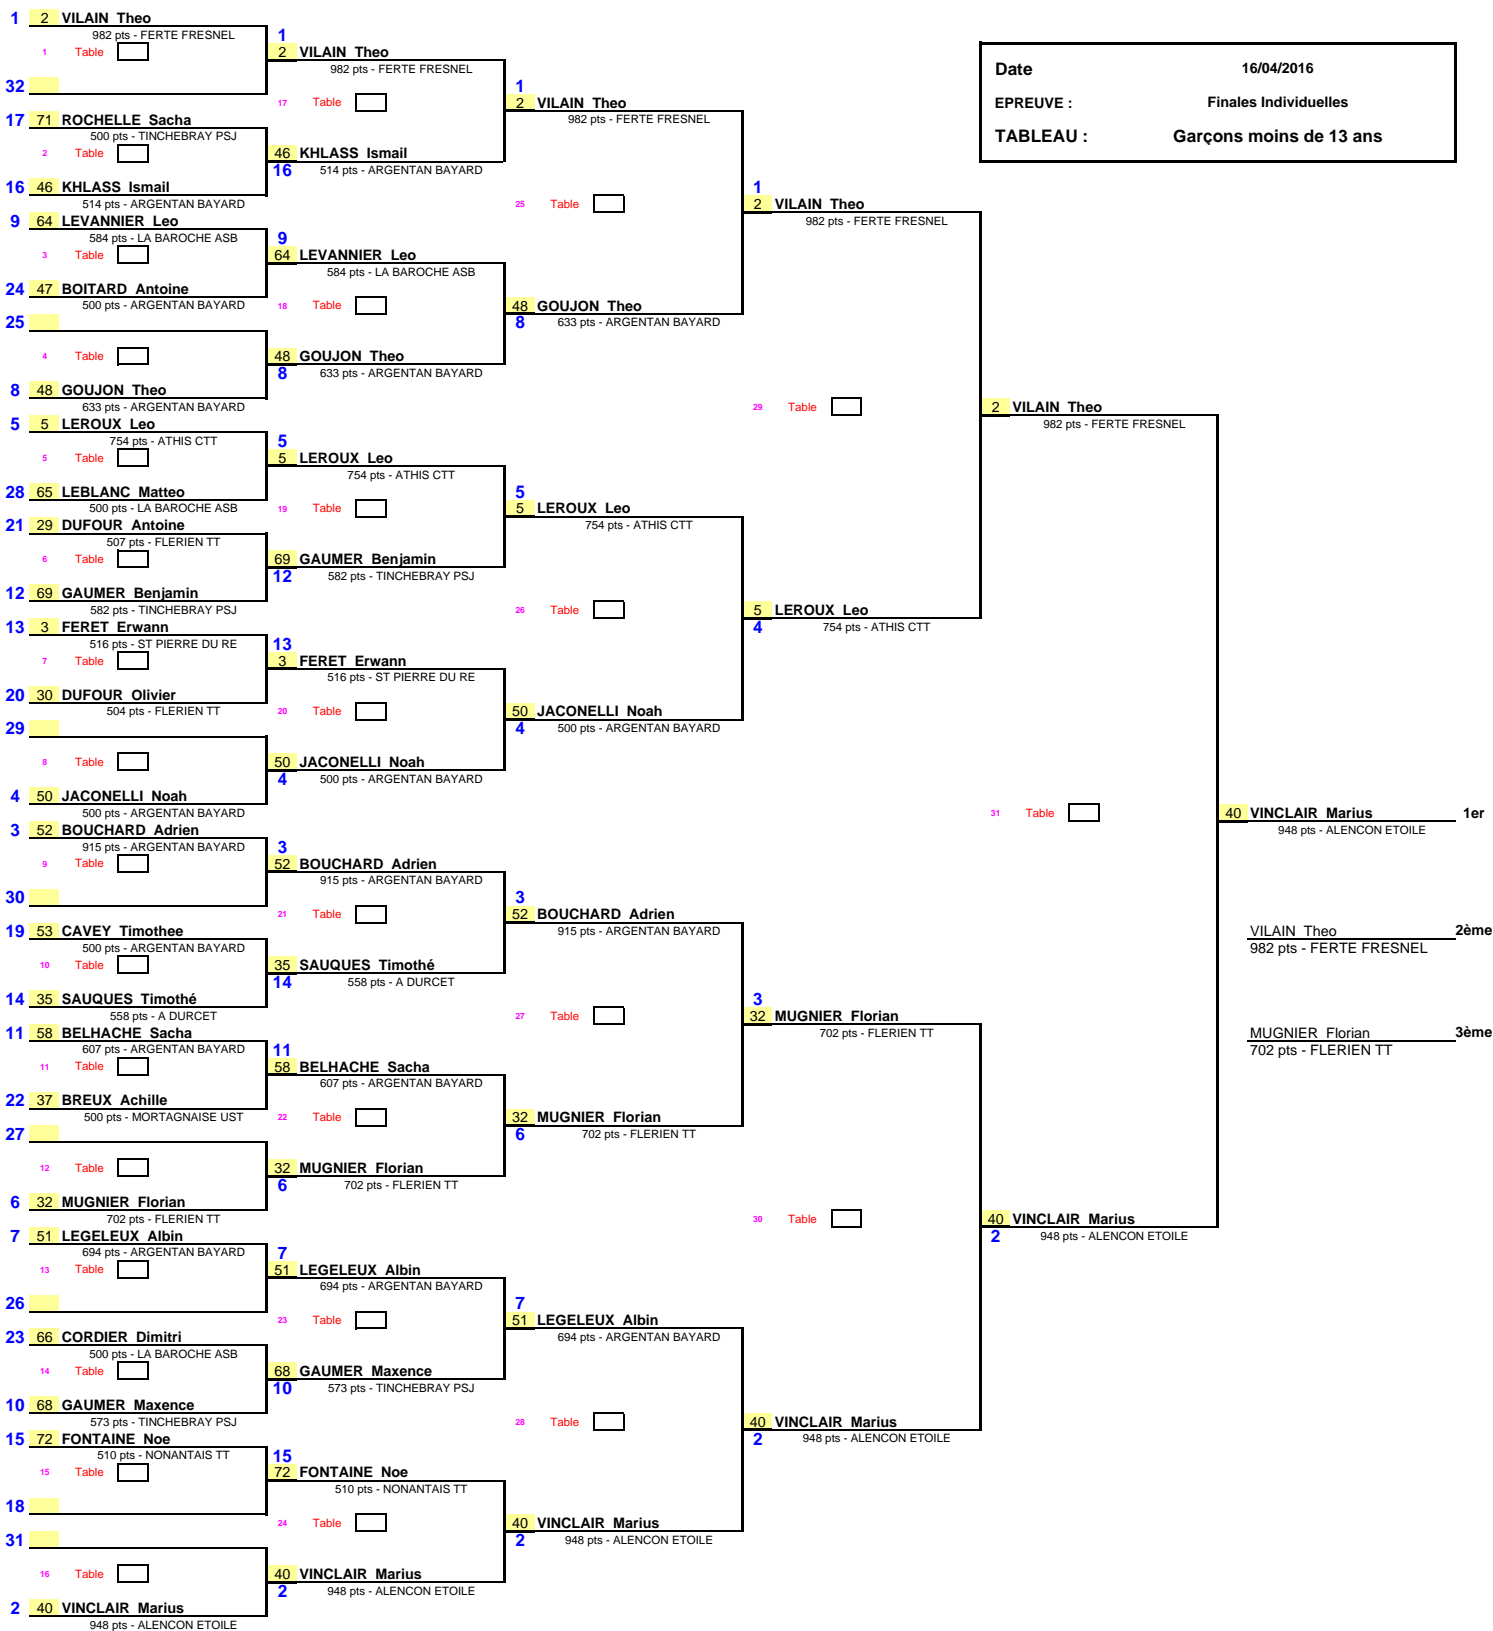 Date 16/04/2016
EPREUVE : Finales Individuelles
TABLEAU : Garçons moins de 13 ans
1 2 VILAIN Theo
982 pts - FERTE FRESNEL
1 Table
32
17 71 ROCHELLE Sacha
500 pts - TINCHEBRAY PSJ
2 Table
16 46 KHLASS Ismail
514 pts - ARGENTAN BAYARD
9 64 LEVANNIER Leo
584 pts - LA BAROCHE ASB
3 Table
24 47 BOITARD Antoine
500 pts - ARGENTAN BAYARD
25
4 Table
8 48 GOUJON Theo
633 pts - ARGENTAN BAYARD
5 5 LEROUX Leo
754 pts - ATHIS CTT
5 Table
28 65 LEBLANC Matteo
500 pts - LA BAROCHE ASB
21 29 DUFOUR Antoine
507 pts - FLERIEN TT
6 Table
12 69 GAUMER Benjamin
582 pts - TINCHEBRAY PSJ
13 3 FERET Erwann
516 pts - ST PIERRE DU RE
7 Table
20 30 DUFOUR Olivier
504 pts - FLERIEN TT
29
8 Table
4 50 JACONELLI Noah
500 pts - ARGENTAN BAYARD
3 52 BOUCHARD Adrien
915 pts - ARGENTAN BAYARD
9 Table
30
19 53 CAVEY Timothee
500 pts - ARGENTAN BAYARD
10 Table
14 35 SAUQUES Timothé
558 pts - A DURCET
11 58 BELHACHE Sacha
607 pts - ARGENTAN BAYARD
11 Table
22 37 BREUX Achille
500 pts - MORTAGNAISE UST
27
12 Table
6 32 MUGNIER Florian
702 pts - FLERIEN TT
7 51 LEGELEUX Albin
694 pts - ARGENTAN BAYARD
13 Table
26
23 66 CORDIER Dimitri
500 pts - LA BAROCHE ASB
14 Table
10 68 GAUMER Maxence
573 pts - TINCHEBRAY PSJ
15 72 FONTAINE Noe
510 pts - NONANTAIS TT
15 Table
18
31
16 Table
2 40 VINCLAIR Marius
948 pts - ALENCON ETOILE
1
2 VILAIN Theo
982 pts - FERTE FRESNEL
17 Table
46 KHLASS Ismail
16 514 pts - ARGENTAN BAYARD
9
64 LEVANNIER Leo
584 pts - LA BAROCHE ASB
18 Table
48 GOUJON Theo
8 633 pts - ARGENTAN BAYARD
5
5 LEROUX Leo
754 pts - ATHIS CTT
19 Table
69 GAUMER Benjamin
12 582 pts - TINCHEBRAY PSJ
13
3 FERET Erwann
516 pts - ST PIERRE DU RE
20 Table
50 JACONELLI Noah
4 500 pts - ARGENTAN BAYARD
3
52 BOUCHARD Adrien
915 pts - ARGENTAN BAYARD
21 Table
35 SAUQUES Timothé
14 558 pts - A DURCET
11
58 BELHACHE Sacha
607 pts - ARGENTAN BAYARD
22 Table
32 MUGNIER Florian
6 702 pts - FLERIEN TT
7
51 LEGELEUX Albin
694 pts - ARGENTAN BAYARD
23 Table
68 GAUMER Maxence
10 573 pts - TINCHEBRAY PSJ
15
72 FONTAINE Noe
510 pts - NONANTAIS TT
24 Table
40 VINCLAIR Marius
2 948 pts - ALENCON ETOILE
1
2 VILAIN Theo
982 pts - FERTE FRESNEL
25 Table
48 GOUJON Theo
8 633 pts - ARGENTAN BAYARD
5
5 LEROUX Leo
754 pts - ATHIS CTT
26 Table
50 JACONELLI Noah
4 500 pts - ARGENTAN BAYARD
3
52 BOUCHARD Adrien
915 pts - ARGENTAN BAYARD
27 Table
32 MUGNIER Florian
6 702 pts - FLERIEN TT
7
51 LEGELEUX Albin
694 pts - ARGENTAN BAYARD
28 Table
40 VINCLAIR Marius
2 948 pts - ALENCON ETOILE
1
2 VILAIN Theo
982 pts - FERTE FRESNEL
29 Table
5 LEROUX Leo
4 754 pts - ATHIS CTT
3
32 MUGNIER Florian
702 pts - FLERIEN TT
30 Table
40 VINCLAIR Marius
2 948 pts - ALENCON ETOILE
2 VILAIN Theo
982 pts - FERTE FRESNEL
31 Table
40 VINCLAIR Marius
2 948 pts - ALENCON ETOILE
40 VINCLAIR Marius 1er
948 pts - ALENCON ETOILE
VILAIN Theo 2ème
982 pts - FERTE FRESNEL
MUGNIER Florian 3ème
702 pts - FLERIEN TT